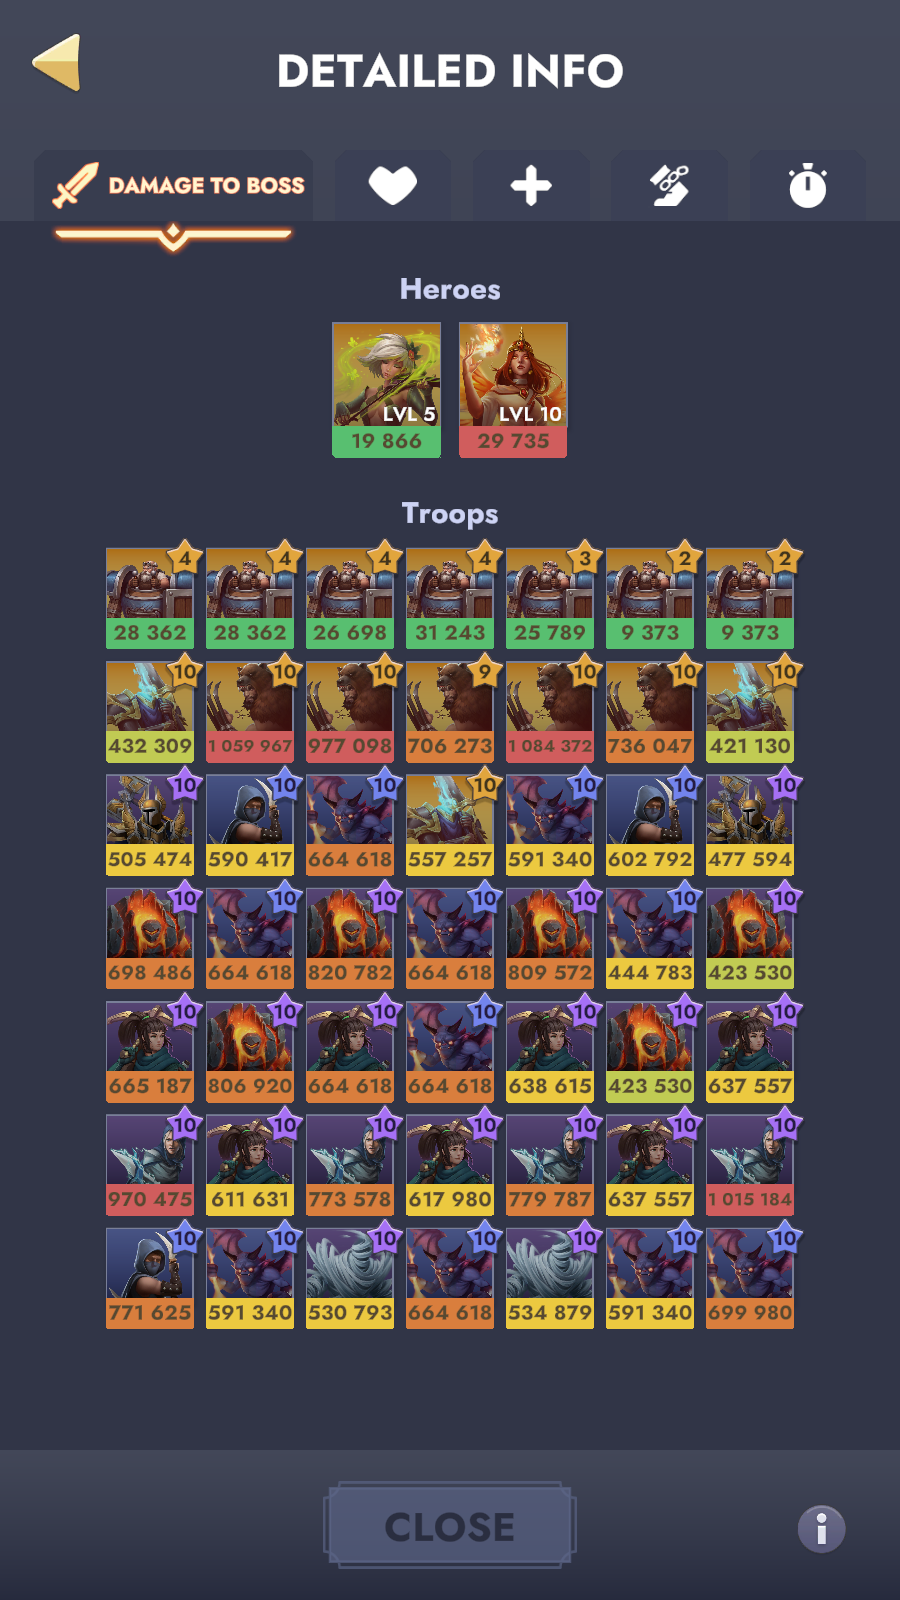 DETAILED INFO
DAMAGE TO BOSS
Heroes
LVL 5 LVL 10
19 866 29 735
Troops
4 4 4 4 3 2 2
28 362 28 362 26 698 31 243 25 789 9 373 9 373
10 10 10 9 10 10 10
432 309 1 059 967 977 098 706 273 1 084 372 736 047 421 130
10 10 10 10 10 10 10
505 474 590 417 664 618 557 257 591 340 602 792 477 594
10 10 10 10 10 10 10
698 486 664 618 820 782 664 618 809 572 444 783 423 530
10 10 10 10 10 10 10
665 187 806 920 664 618 664 618 638 615 423 530 637 557
10 10 10 10 10 10 10
970 475 611 631 773 578 617 980 779 787 637 557 1 015 184
10 10 10 10 10 10 10
771 625 591 340 530 793 664 618 534 879 591 340 699 980
CLOSE
i